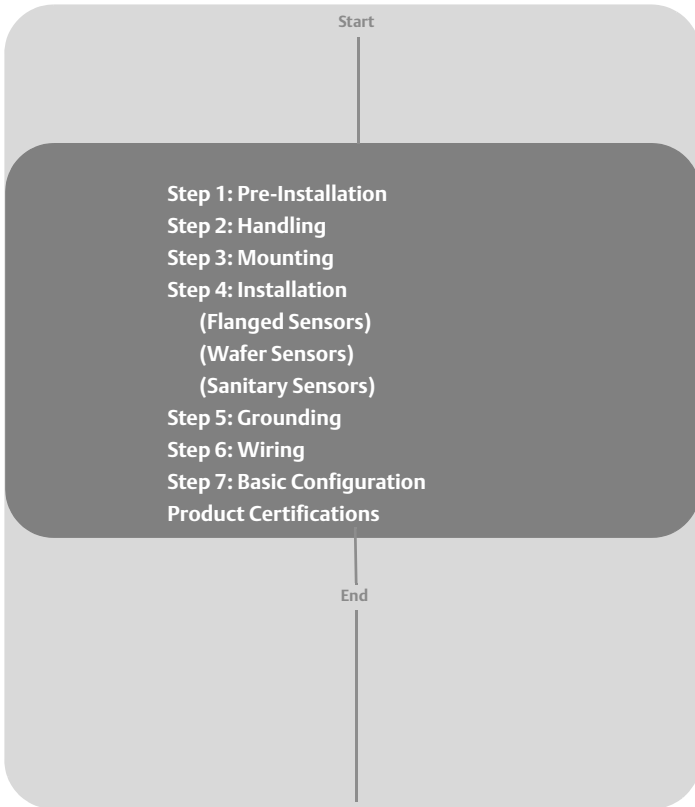 Start
Step 1: Pre-Installation
Step 2: Handling
Step 3: Mounting
Step 4: Installation
(Flanged Sensors)
(Wafer Sensors)
(Sanitary Sensors)
Step 5: Grounding
Step 6: Wiring
Step 7: Basic Configuration
Product Certifications
End